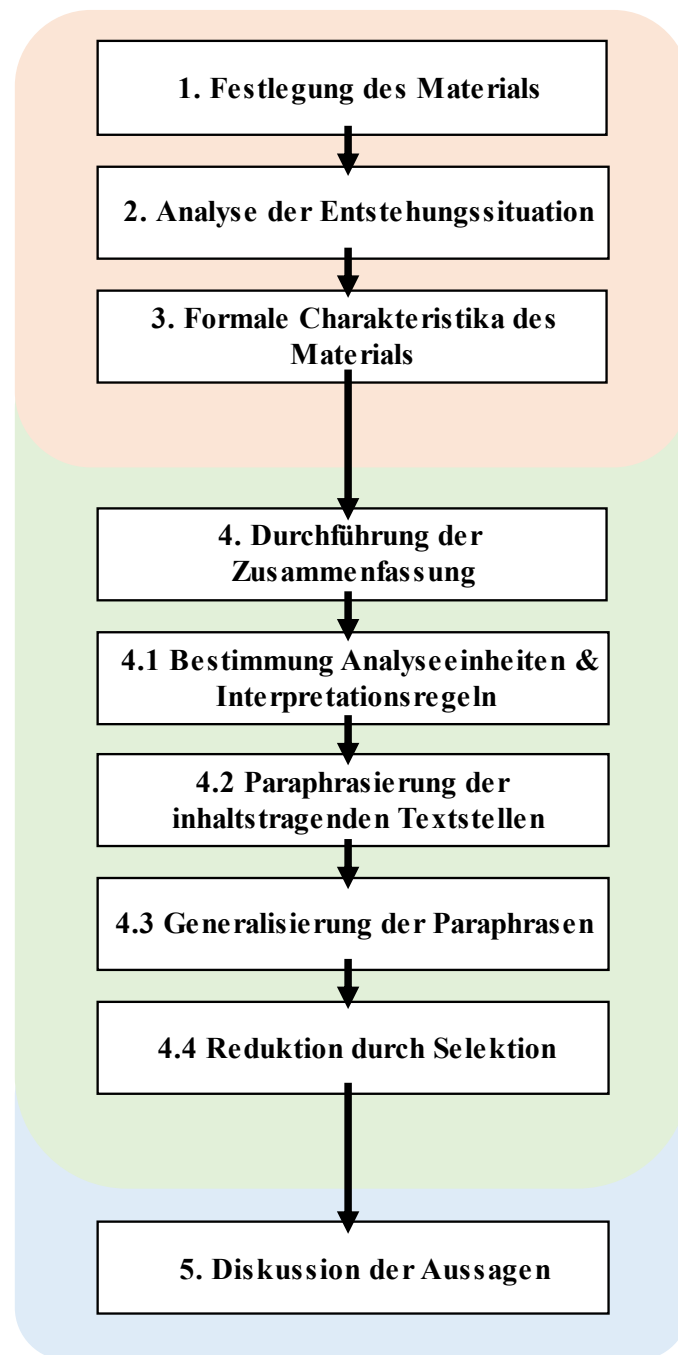 1. Festlegung des Materials
2. Analyse der Entstehungssituation
3. Formale Charakteristika des
Materials
4. Durchführung der
Zusammenfassung
4.1 Bestimmung Analyseeinheiten &
Interpretationsregeln
4.2 Paraphrasierung der
inhaltstragenden Textstellen
4.3 Generalisierung der Paraphrasen
4.4 Reduktion durch Selektion
5. Diskussion der Aussagen